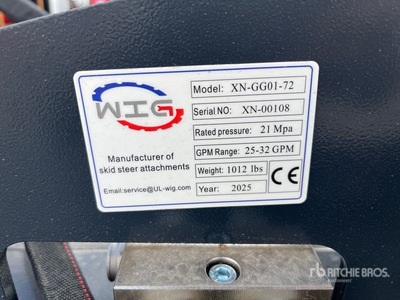 WIG
Manufacturer of
skid steer attachments
Email:service@UL-wig.com
Model: XN-GG01-72
Serial NO: XN-00108
Rated pressure: 21 Mpa
GPM Range: 25-32 GPM
Weight: 1012 lbs
Year: 2025
CE
rb RITCHIE BROS.